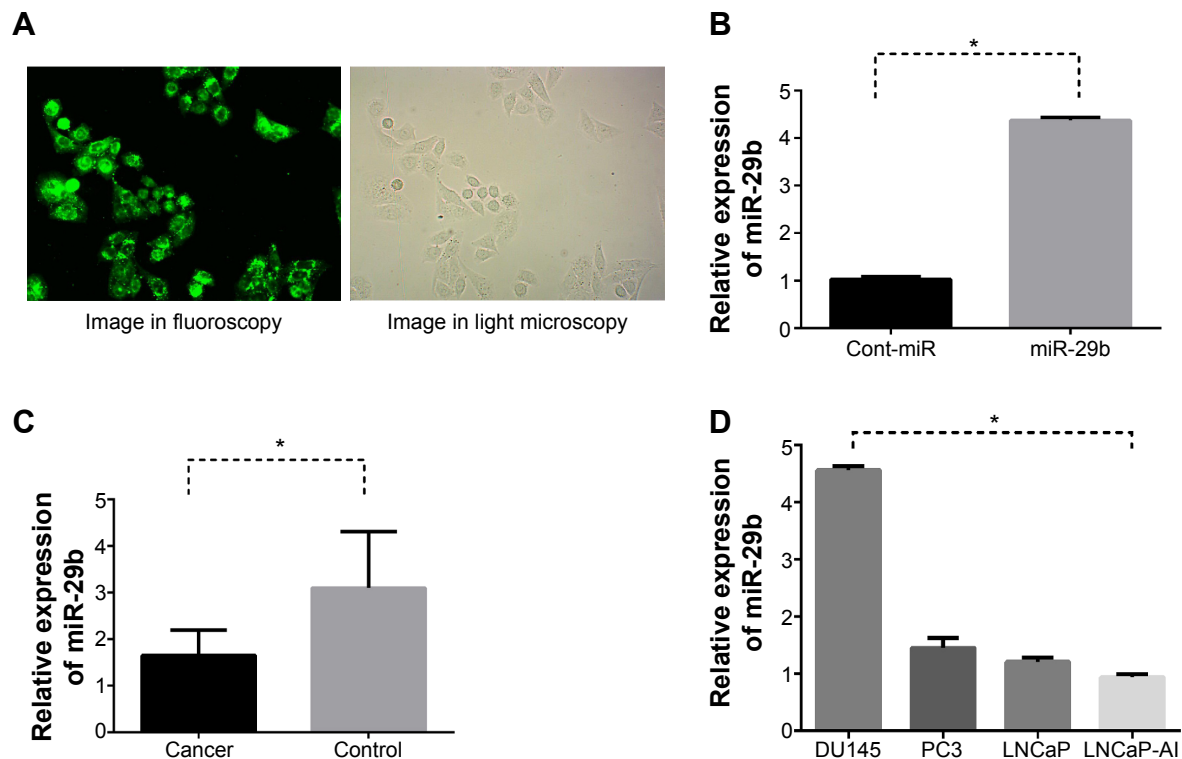 A
Image in fluoroscopy
Image in light microscopy
B
*
Relative expression
of miR-29b
5
4
3
2
1
0
Cont-miR
miR-29b
C
*
Relative expression
of miR-29b
5
4
3
2
1
0
Cancer
Control
D
*
Relative expression
of miR-29b
5
4
3
2
1
0
DU145
PC3
LNCaP
LNCaP-AI